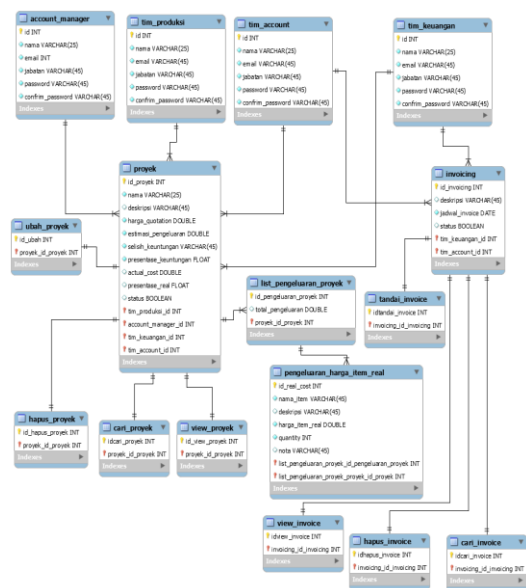 account_manager
id INT
nama VARCHAR(25)
email INT
jabatan VARCHAR(45)
password VARCHAR(45)
confrim_password VARCHAR(45)
Indexes
tim_produksi
id INT
nama VARCHAR(25)
email VARCHAR(45)
jabatan VARCHAR(45)
password VARCHAR(45)
confrim_password VARCHAR(45)
Indexes
tim_account
id INT
nama VARCHAR(25)
email VARCHAR(45)
jabatan VARCHAR(45)
password VARCHAR(45)
confrim_password VARCHAR(45)
Indexes
tim_keuangan
id INT
nama VARCHAR(25)
email VARCHAR(45)
jabatan VARCHAR(45)
password VARCHAR(45)
confrim_password VARCHAR(45)
Indexes
proyek
id_proyek INT
nama VARCHAR(25)
deskripsi VARCHAR(45)
harga_quotation DOUBLE
estimasi_pengeluaran DOUBLE
selisih_keuntungan VARCHAR(45)
presentase_keuntungan FLOAT
actual_cost DOUBLE
presentase_real FLOAT
status BOOLEAN
tim_produksi_id INT
account_manager_id INT
tim_keuangan_id INT
tim_account_id INT
Indexes
invoicing
id_invoicing INT
deskripsi VARCHAR(45)
jadwal_invoice DATE
status BOOLEAN
tim_keuangan_id INT
tim_account_id INT
Indexes
ubah_proyek
id_ubah INT
proyek_id_proyek INT
Indexes
list_pengeluaran_proyek
id_pengeluaran_proyek INT
total_pengeluaran DOUBLE
proyek_id_proyek INT
Indexes
tandai_invoice
idtandai_invoice INT
invoicing_id_invoicing INT
Indexes
pengeluaran_harga_item_real
id_real_cost INT
nama_item VARCHAR(45)
deskripsi VARCHAR(45)
harga_item_real DOUBLE
quantity INT
note VARCHAR(45)
list_pengeluaran_proyek_id_pengeluaran_proyek INT
list_pengeluaran_proyek_proyek_id_proyek INT
Indexes
hapus_proyek
id_hapus_proyek INT
proyek_id_proyek INT
Indexes
cari_proyek
idcari_proyek INT
proyek_id_proyek INT
Indexes
view_proyek
id_view_proyek INT
proyek_id_proyek INT
Indexes
view_invoice
idview_invoice INT
invoicing_id_invoicing INT
Indexes
hapus_invoice
idhapus_invoice INT
invoicing_id_invoicing INT
Indexes
cari_invoice
idcari_invoice INT
invoicing_id_invoicing INT
Indexes